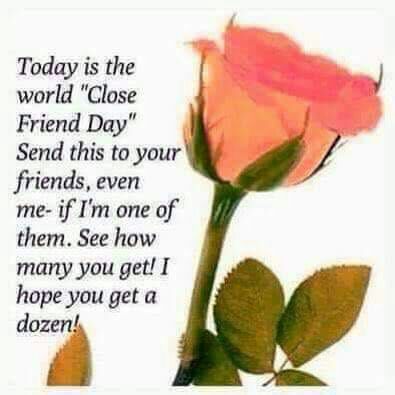 Today is the
world "Close
Friend Day"
Send this to your
friends, even
me- if I'm one of
them. See how
many you get! I
hope you get a
dozen!